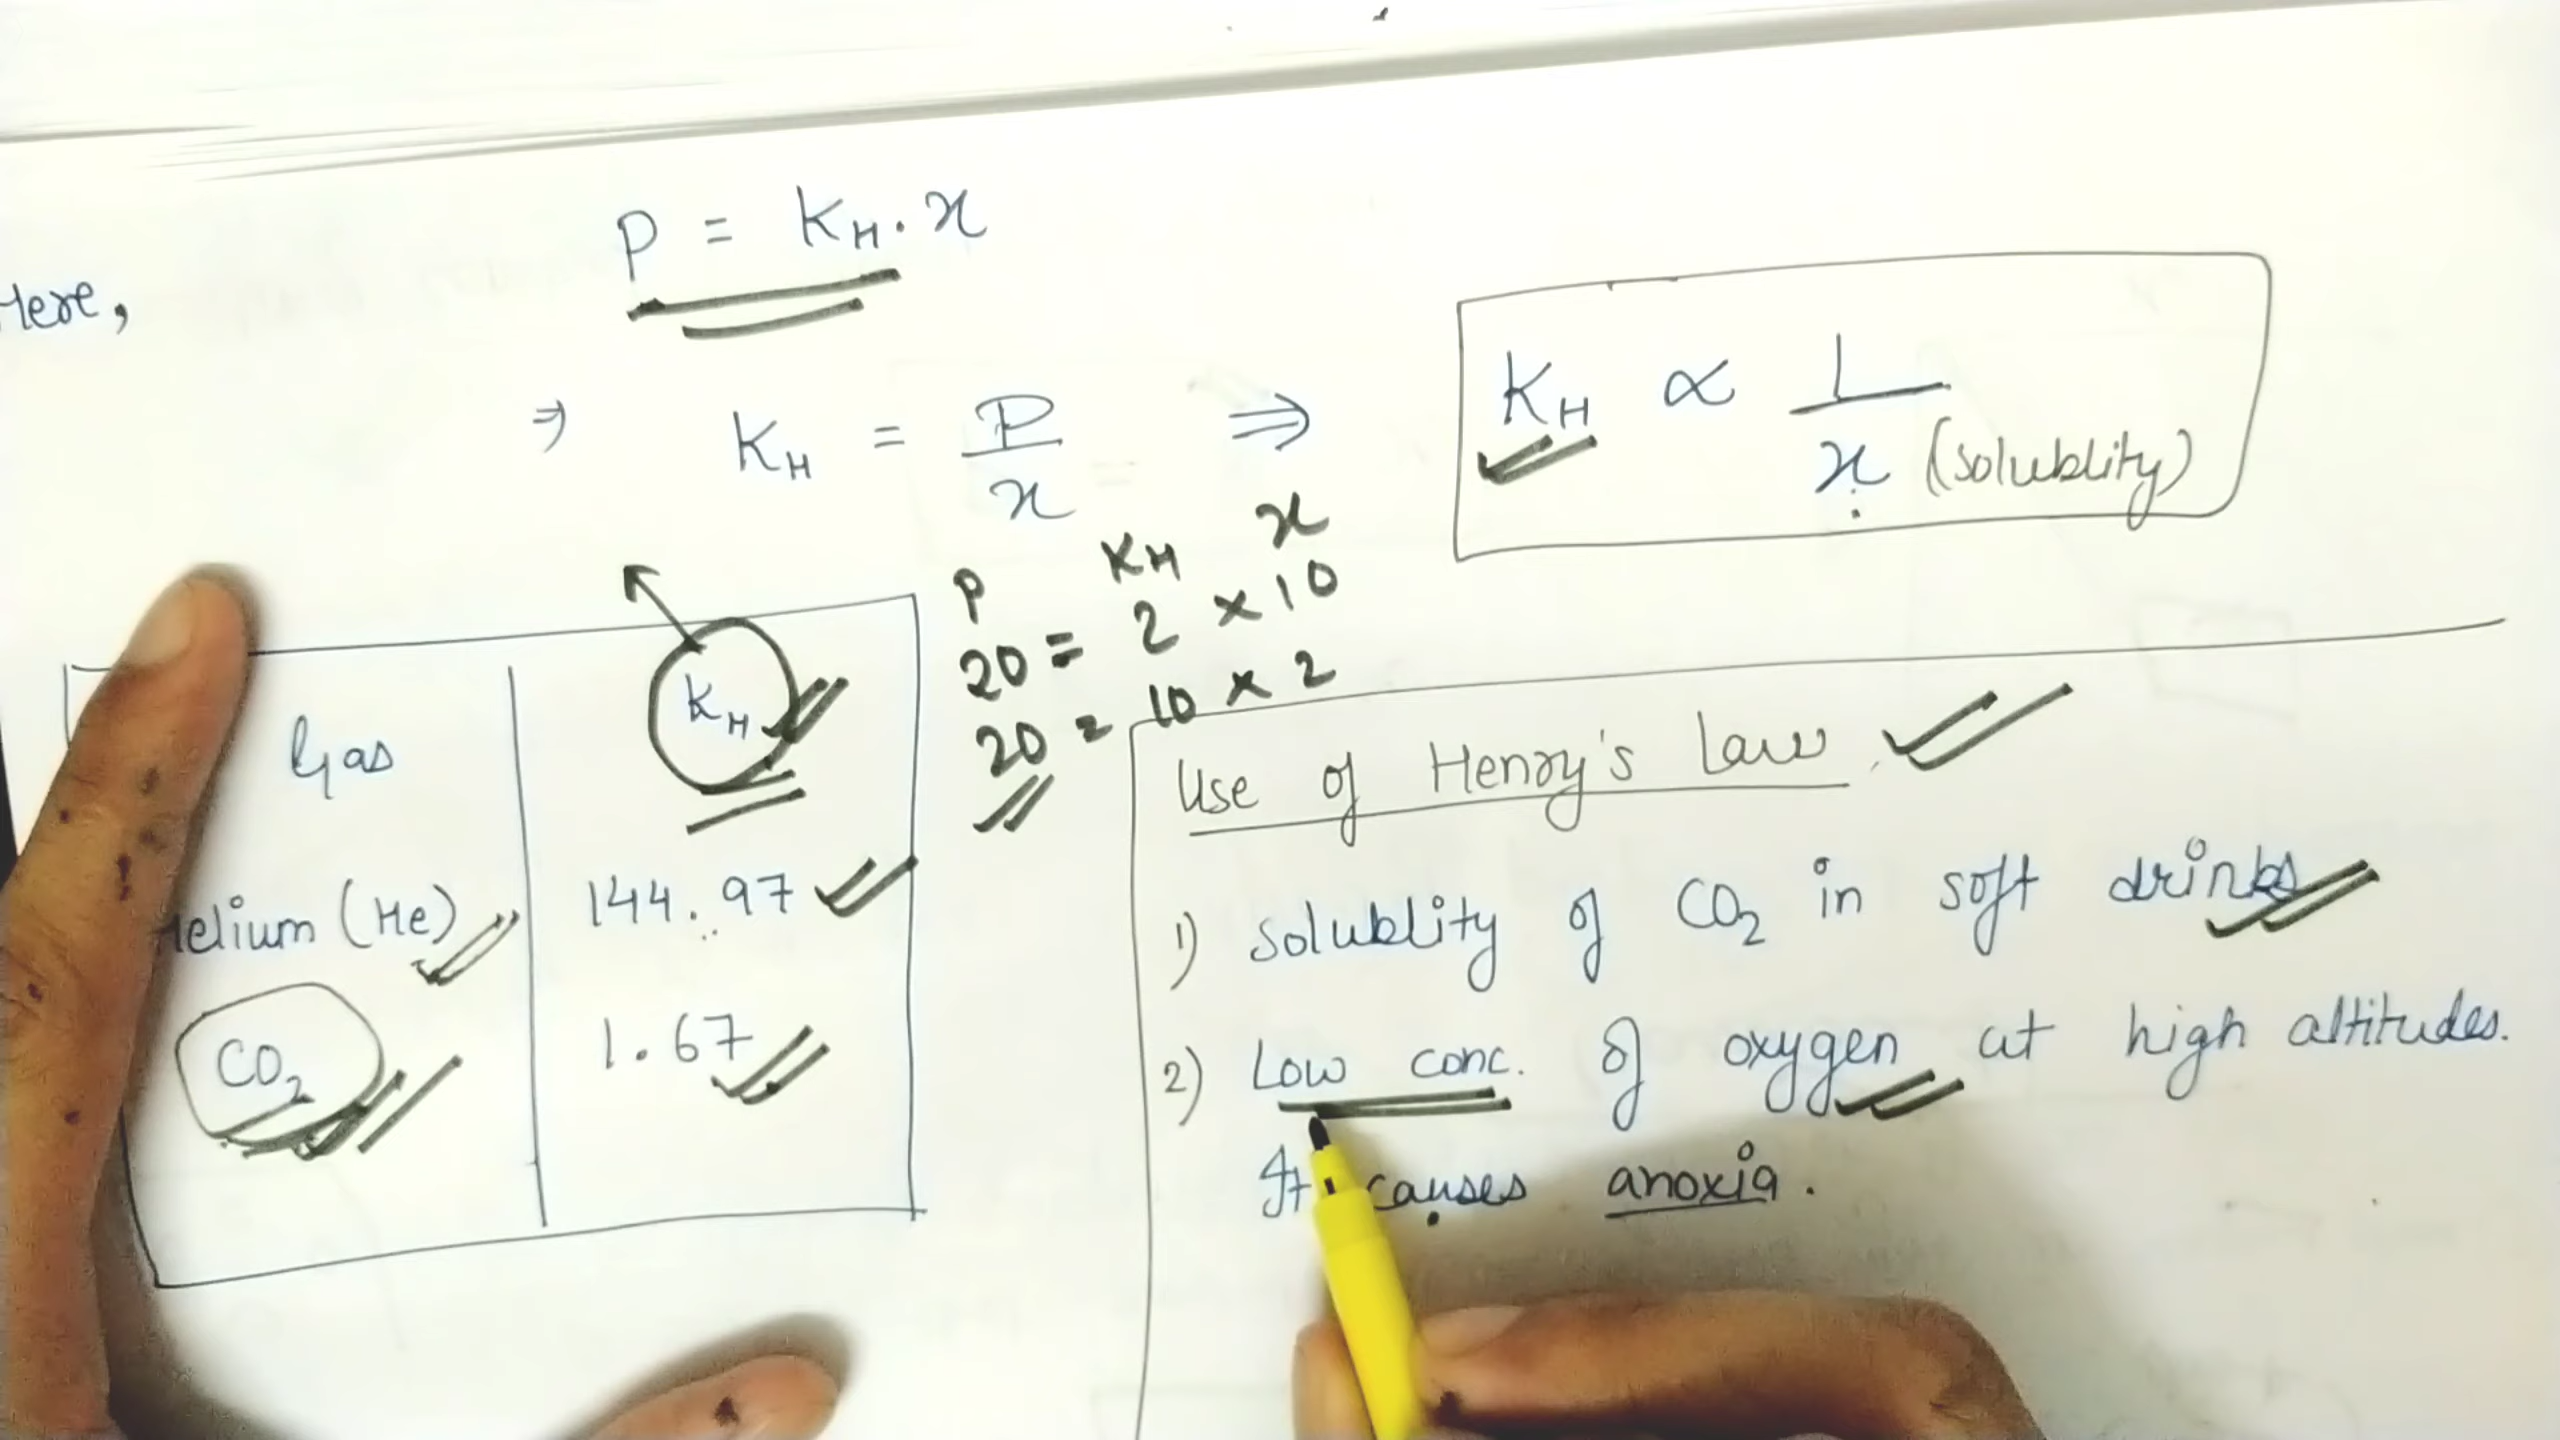 P = KH . x
Here,
⇒ KH = P/x ⇒ KH ∝ 1/x (solublity)
P KH x
20 = 2 x 10
20 = 10 x 2
Gas KH
Helium (He) 144.97
CO2 1.67
Use of Henry's Law
1) solublity of CO2 in soft drinks
2) Low conc. of oxygen at high altitudes.
It causes anoxia.